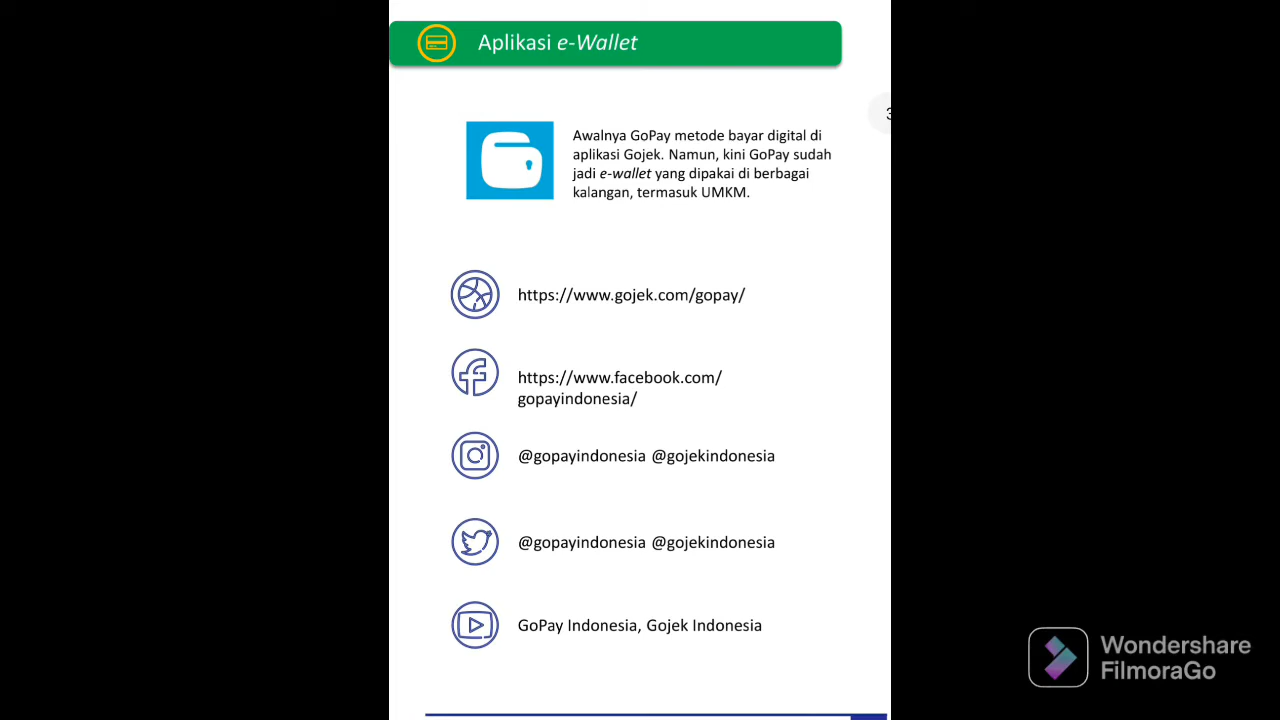 Aplikasi e-Wallet
Awalnya GoPay metode bayar digital di
aplikasi Gojek. Namun, kini GoPay sudah
jadi e-wallet yang dipakai di berbagai
kalangan, termasuk UMKM.
https://www.gojek.com/gopay/
https://www.facebook.com/
gopayindonesia/
@gopayindonesia @gojekindonesia
@gopayindonesia @gojekindonesia
GoPay Indonesia, Gojek Indonesia
Wondershare
FilmoraGo